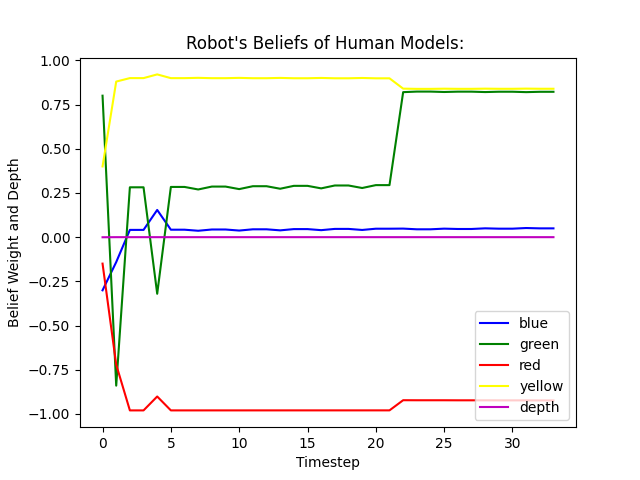 Robot's Beliefs of Human Models:
Belief Weight and Depth
1.00
0.75
0.50
0.25
0.00
−0.25
−0.50
−0.75
−1.00
0 5 10 15 20 25 30
Timestep
blue
green
red
yellow
depth